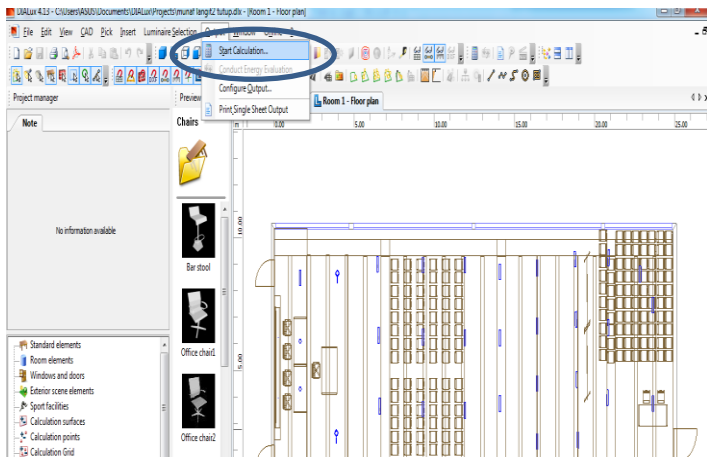 DIALux 4.13 - C:\Users\ASUS\Documents\DIALux\Projects\munaf langit2 tutup.dlx - [Room 1 - Floor plan]
File Edit View CAD Pick Insert Luminaire Selection Output Window Online ?
Start Calculation...
Conduct Energy Evaluation
Configure Output...
Print Single Sheet Output
Project manager
Note
No information available
Standard elements
Room elements
Windows and doors
Exterior scene elements
Sport facilities
Calculation surfaces
Calculation points
Calculation Grid
Preview
Chairs
Bar stool
Office chair1
Office chair2
Room 1 - Floor plan
m 0.00 5.00 15.00 20.00 25.00
10.00
5.00